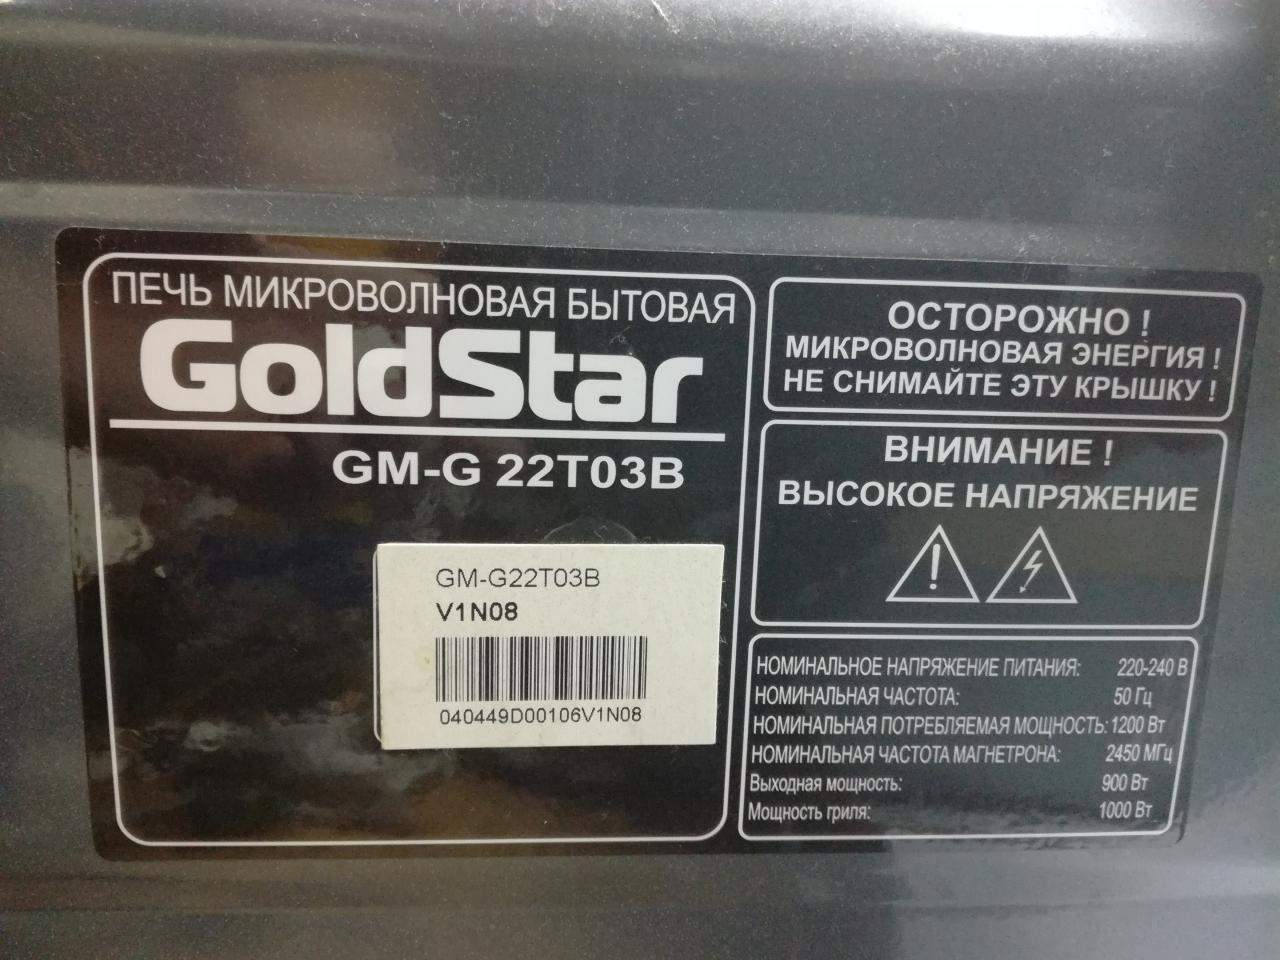 ПЕЧЬ МИКРОВОЛНОВАЯ БЫТОВАЯ
GoldStar
GM-G 22T03B
GM-G22T03B
V1N08
040449D00106V1N08
ОСТОРОЖНО !
МИКРОВОЛНОВАЯ ЭНЕРГИЯ !
НЕ СНИМАЙТЕ ЭТУ КРЫШКУ !
ВНИМАНИЕ !
ВЫСОКОЕ НАПРЯЖЕНИЕ
НОМИНАЛЬНОЕ НАПРЯЖЕНИЕ ПИТАНИЯ: 220-240 В
НОМИНАЛЬНАЯ ЧАСТОТА: 50 Гц
НОМИНАЛЬНАЯ ПОТРЕБЛЯЕМАЯ МОЩНОСТЬ: 1200 Вт
НОМИНАЛЬНАЯ ЧАСТОТА МАГНЕТРОНА: 2450 МГц
Выходная мощность: 900 Вт
Мощность гриля: 1000 Вт